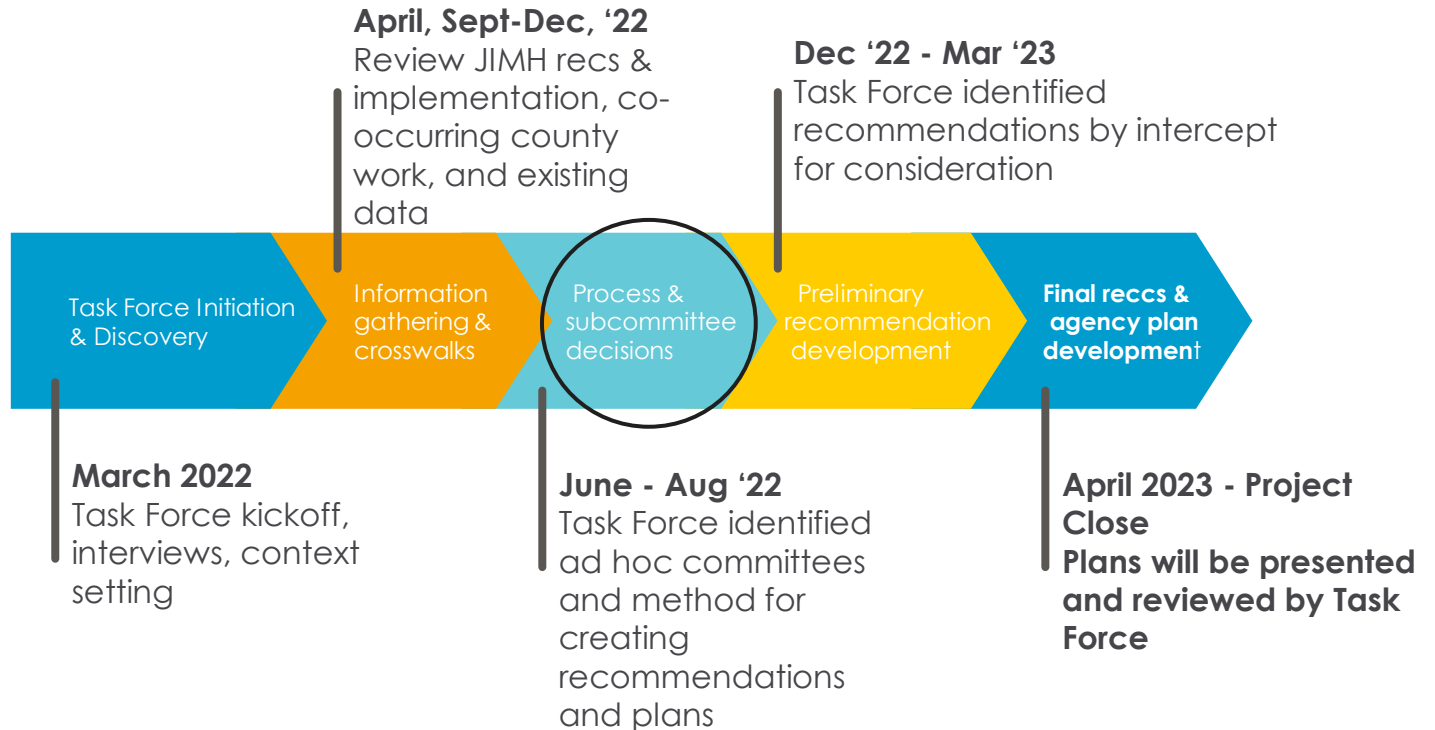 April, Sept-Dec, ‘22
Review JIMH recs &
implementation, co-
occurring county
work, and existing
data
Dec ‘22 - Mar ‘23
Task Force identified
recommendations by intercept
for consideration
Task Force Initiation
& Discovery
Information
gathering &
crosswalks
Process &
subcommittee
decisions
Preliminary
recommendation
development
Final reccs &
agency plan
development
March 2022
Task Force kickoff,
interviews, context
setting
June - Aug ‘22
Task Force identified
ad hoc committees
and method for
creating
recommendations
and plans
April 2023 - Project
Close
Plans will be presented
and reviewed by Task
Force